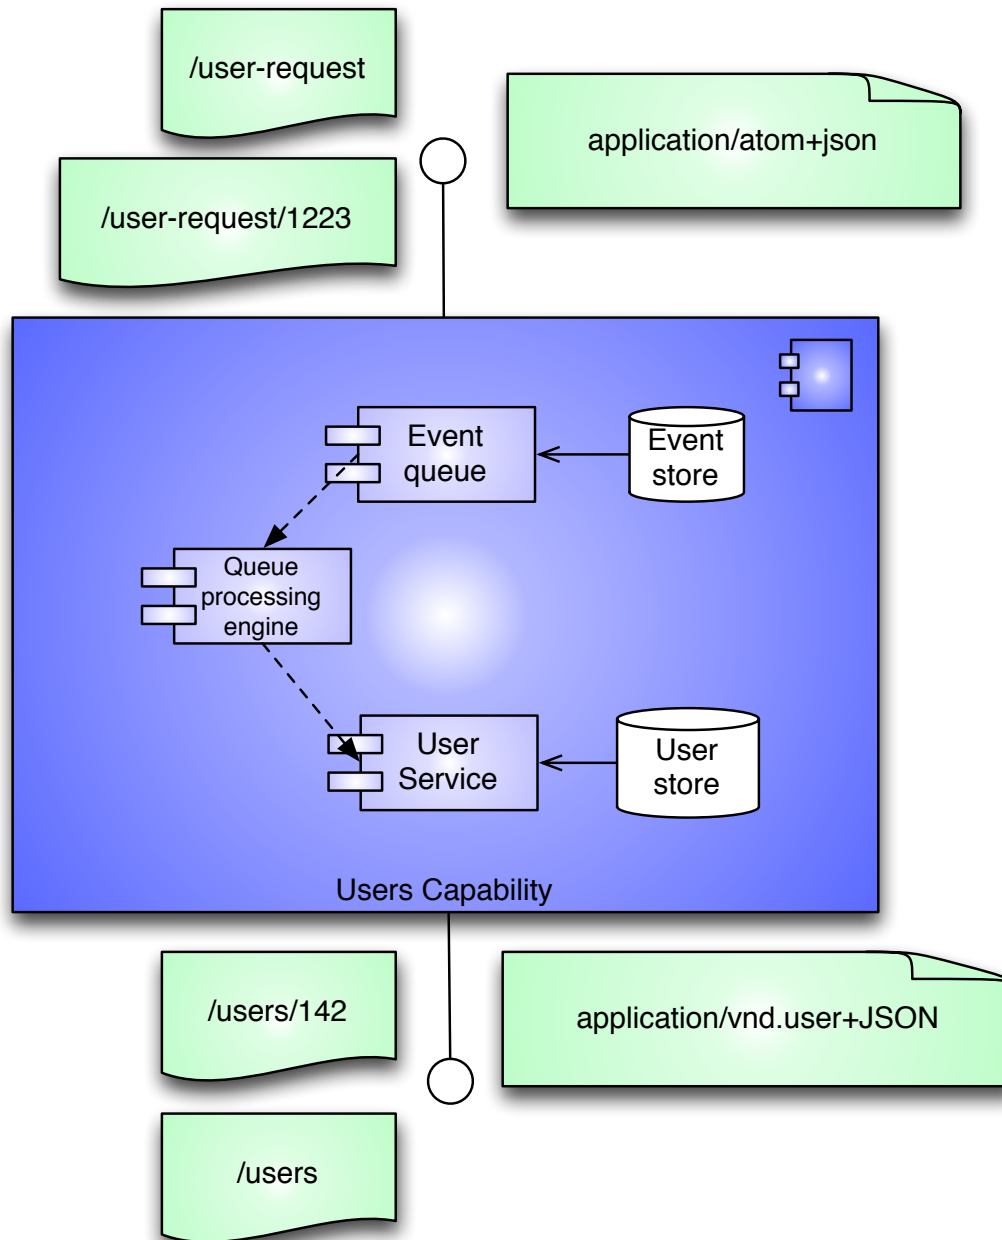 /user-request
application/atom+json
/user-request/1223
Event
queue
Event
store
Queue
processing
engine
User
Service
User
store
Users Capability
/users/142
application/vnd.user+JSON
/users